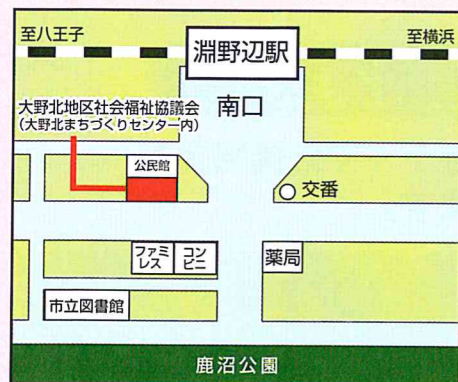 至八王子
淵野辺駅
至横浜
南口
大野北地区社会福祉協議会
（大野北まちづくりセンター内）
公民館
交番
ファミ
レス
コン
ビニ
薬局
市立図書館
鹿沼公園